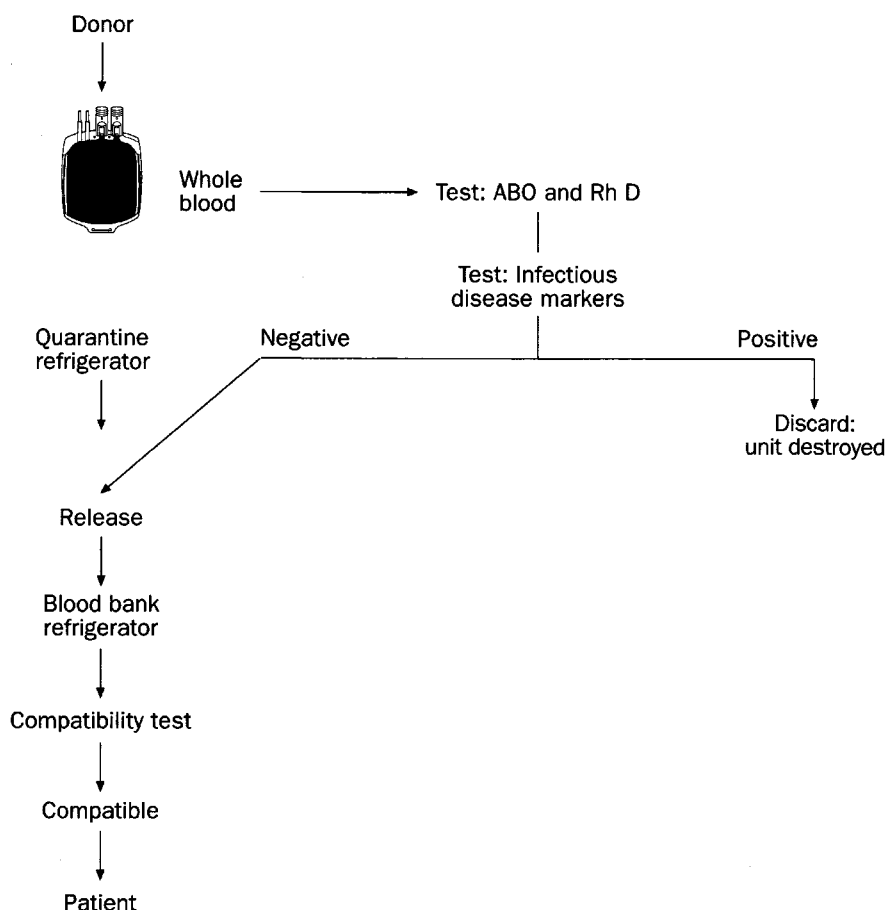 Donor
Whole
blood
Test: ABO and Rh D
Test: Infectious
disease markers
Quarantine
refrigerator
Negative
Positive
Discard:
unit destroyed
Release
Blood bank
refrigerator
Compatibility test
Compatible
Patient